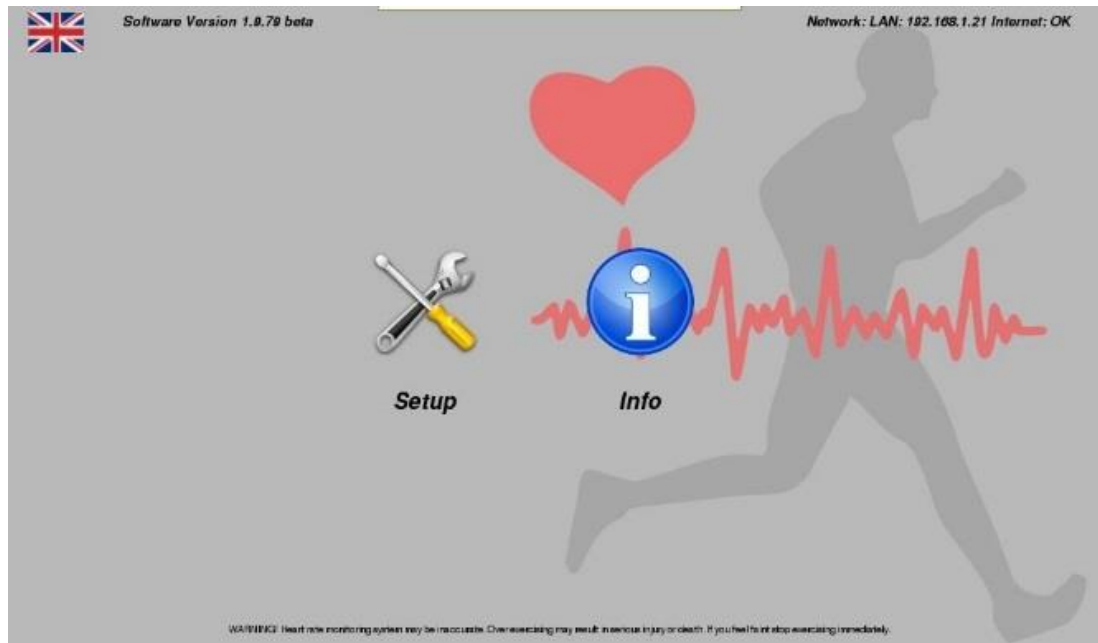 Software Version 1.9.79 beta
Network: LAN: 192.168.1.21 Internet: OK
Setup
Info
WARNING! Heart rate monitoring system may be inaccurate. Over exercising may result in serious injury or death. If you feel faint stop exercising immediately.